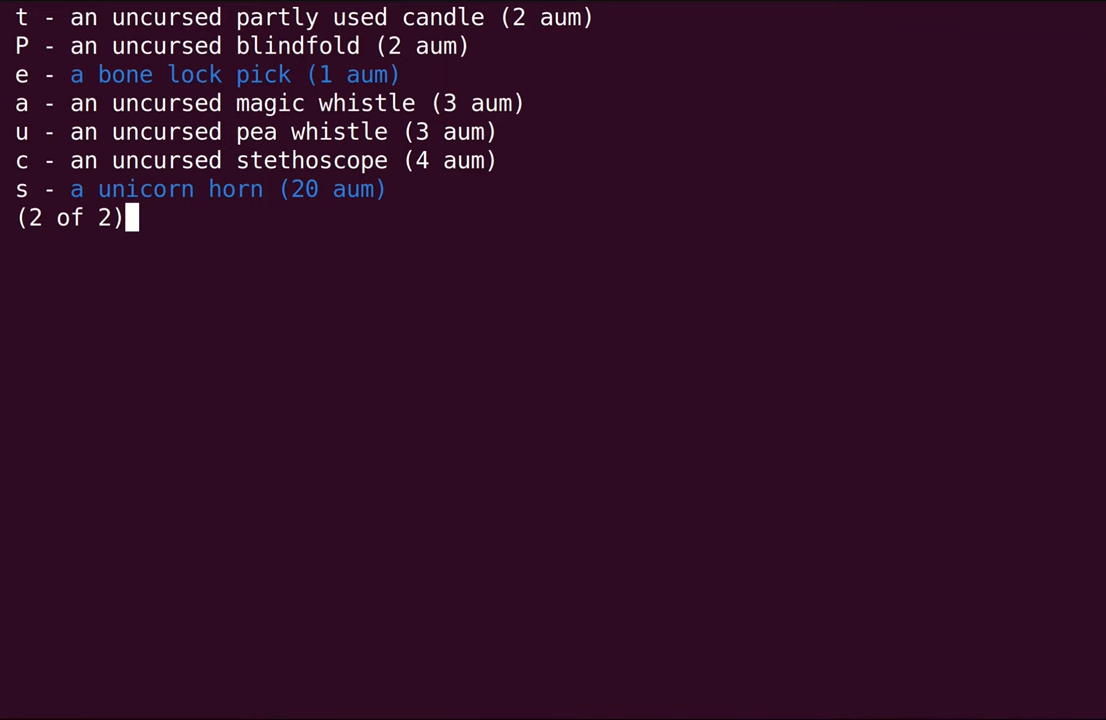 t - an uncursed partly used candle (2 aum)
P - an uncursed blindfold (2 aum)
e - a bone lock pick (1 aum)
a - an uncursed magic whistle (3 aum)
u - an uncursed pea whistle (3 aum)
c - an uncursed stethoscope (4 aum)
s - a unicorn horn (20 aum)
(2 of 2)